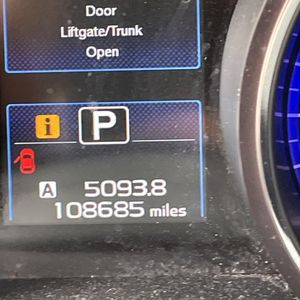 Door
Liftgate/Trunk
Open
i P
A 5093.8
108685 miles